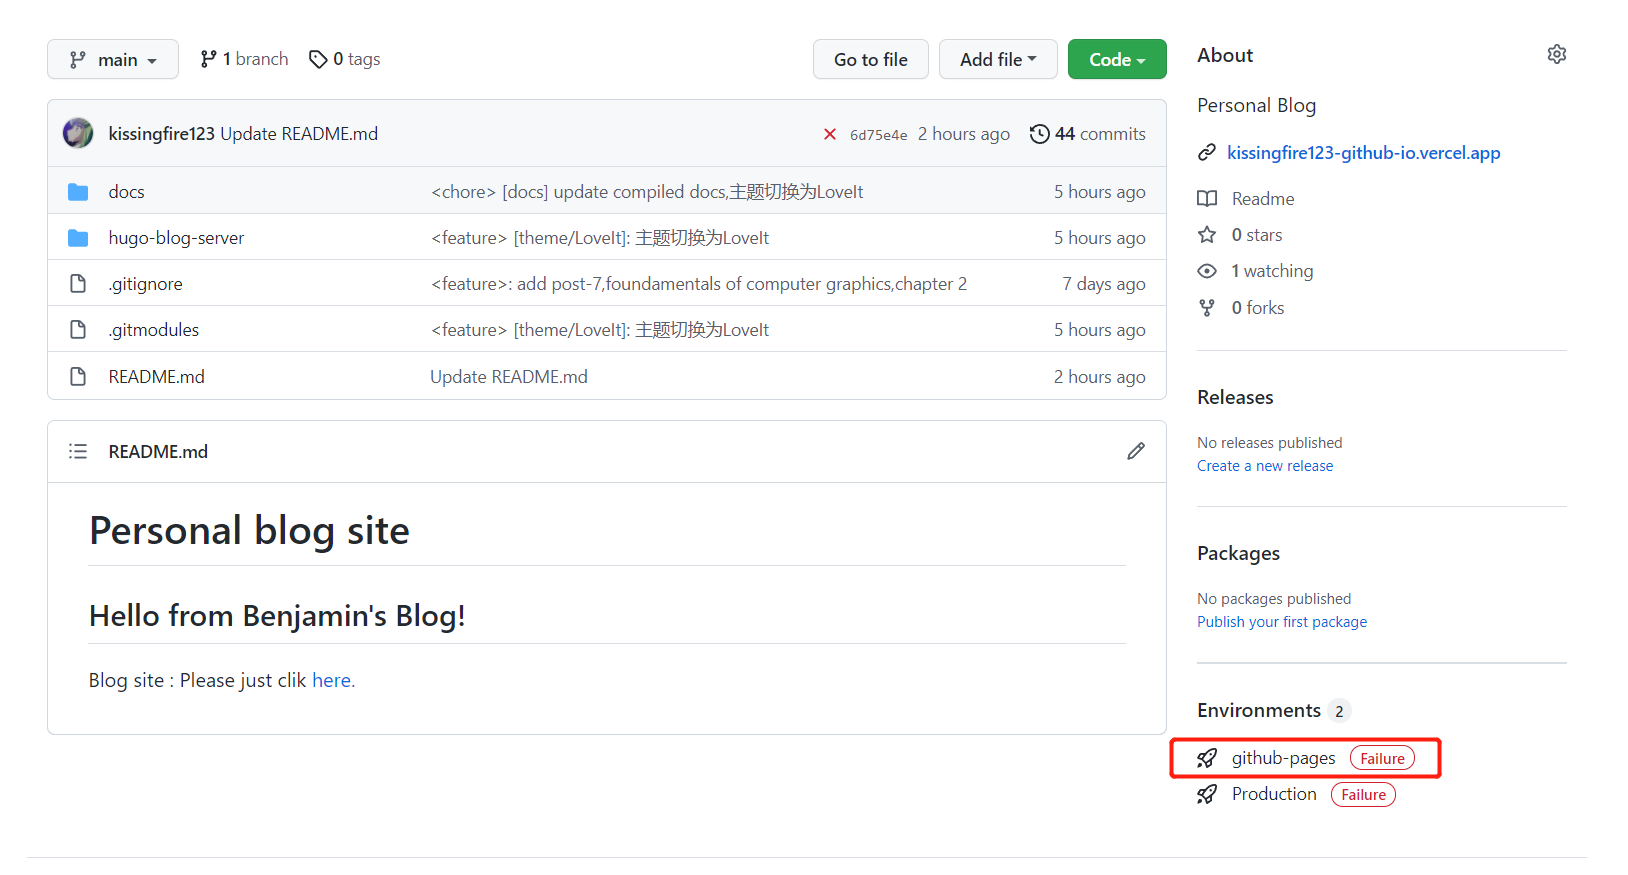 main
1 branch
0 tags
Go to file
Add file
Code
kissingfire123 Update README.md
6d75e4e 2 hours ago
44 commits
docs
<chore> [docs] update compiled docs,主题切换为LoveIt
5 hours ago
hugo-blog-server
<feature> [theme/LoveIt]: 主题切换为LoveIt
5 hours ago
.gitignore
<feature>: add post-7,foundamentals of computer graphics,chapter 2
7 days ago
.gitmodules
<feature> [theme/LoveIt]: 主题切换为LoveIt
5 hours ago
README.md
Update README.md
2 hours ago
README.md
Personal blog site
Hello from Benjamin's Blog!
Blog site : Please just clik here.
About
Personal Blog
kissingfire123-github-io.vercel.app
Readme
0 stars
1 watching
0 forks
Releases
No releases published
Create a new release
Packages
No packages published
Publish your first package
Environments 2
github-pages Failure
Production Failure